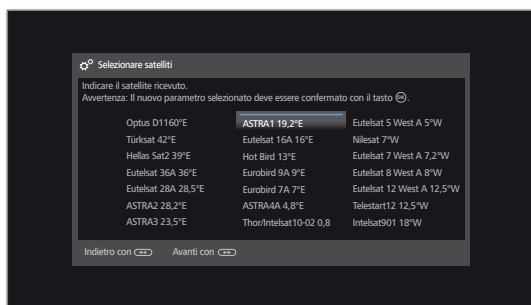 Selezionare satelliti
Indicare il satellite ricevuto.
Avvertenza: Il nuovo parametro selezionato deve essere confermato con il tasto OK.
Optus D1160°E
Türksat 42°E
Hellas Sat2 39°E
Eutelsat 36A 36°E
Eutelsat 28A 28,5°E
ASTRA2 28,2°E
ASTRA3 23,5°E
ASTRA1 19,2°E
Eutelsat 16A 16°E
Hot Bird 13°E
Eurobird 9A 9°E
Eurobird 7A 7°E
ASTRA4A 4,8°E
Thor/Intelsat10-02 0,8
Eutelsat 5 West A 5°W
Nilesat 7°W
Eutelsat 7 West A 7,2°W
Eutelsat 8 West A 8°W
Eutelsat 12 West A 12,5°W
Telestart12 12,5°W
Intelsat901 18°W
Indietro con Avanti con